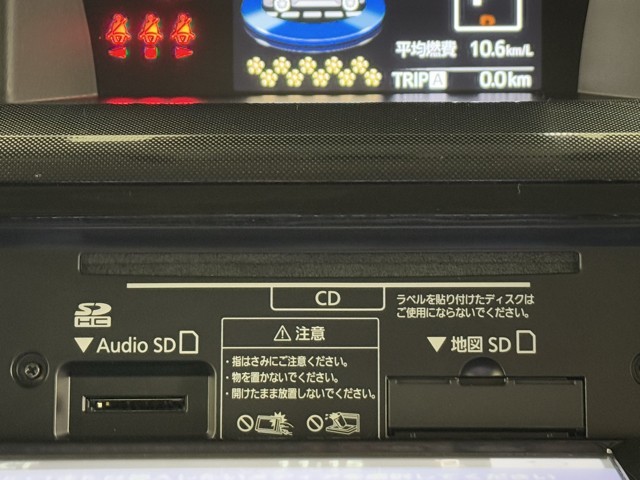 平均燃費 10.6km/L
TRIP A 0.0km
CD
ラベルを貼り付けたディスクは
ご使用にならないでください。
SD
HC
▼Audio SD
⚠注意
・指はさみにご注意ください。
・物を置かないでください。
・開けたまま放置しないでください。
▼地図 SD